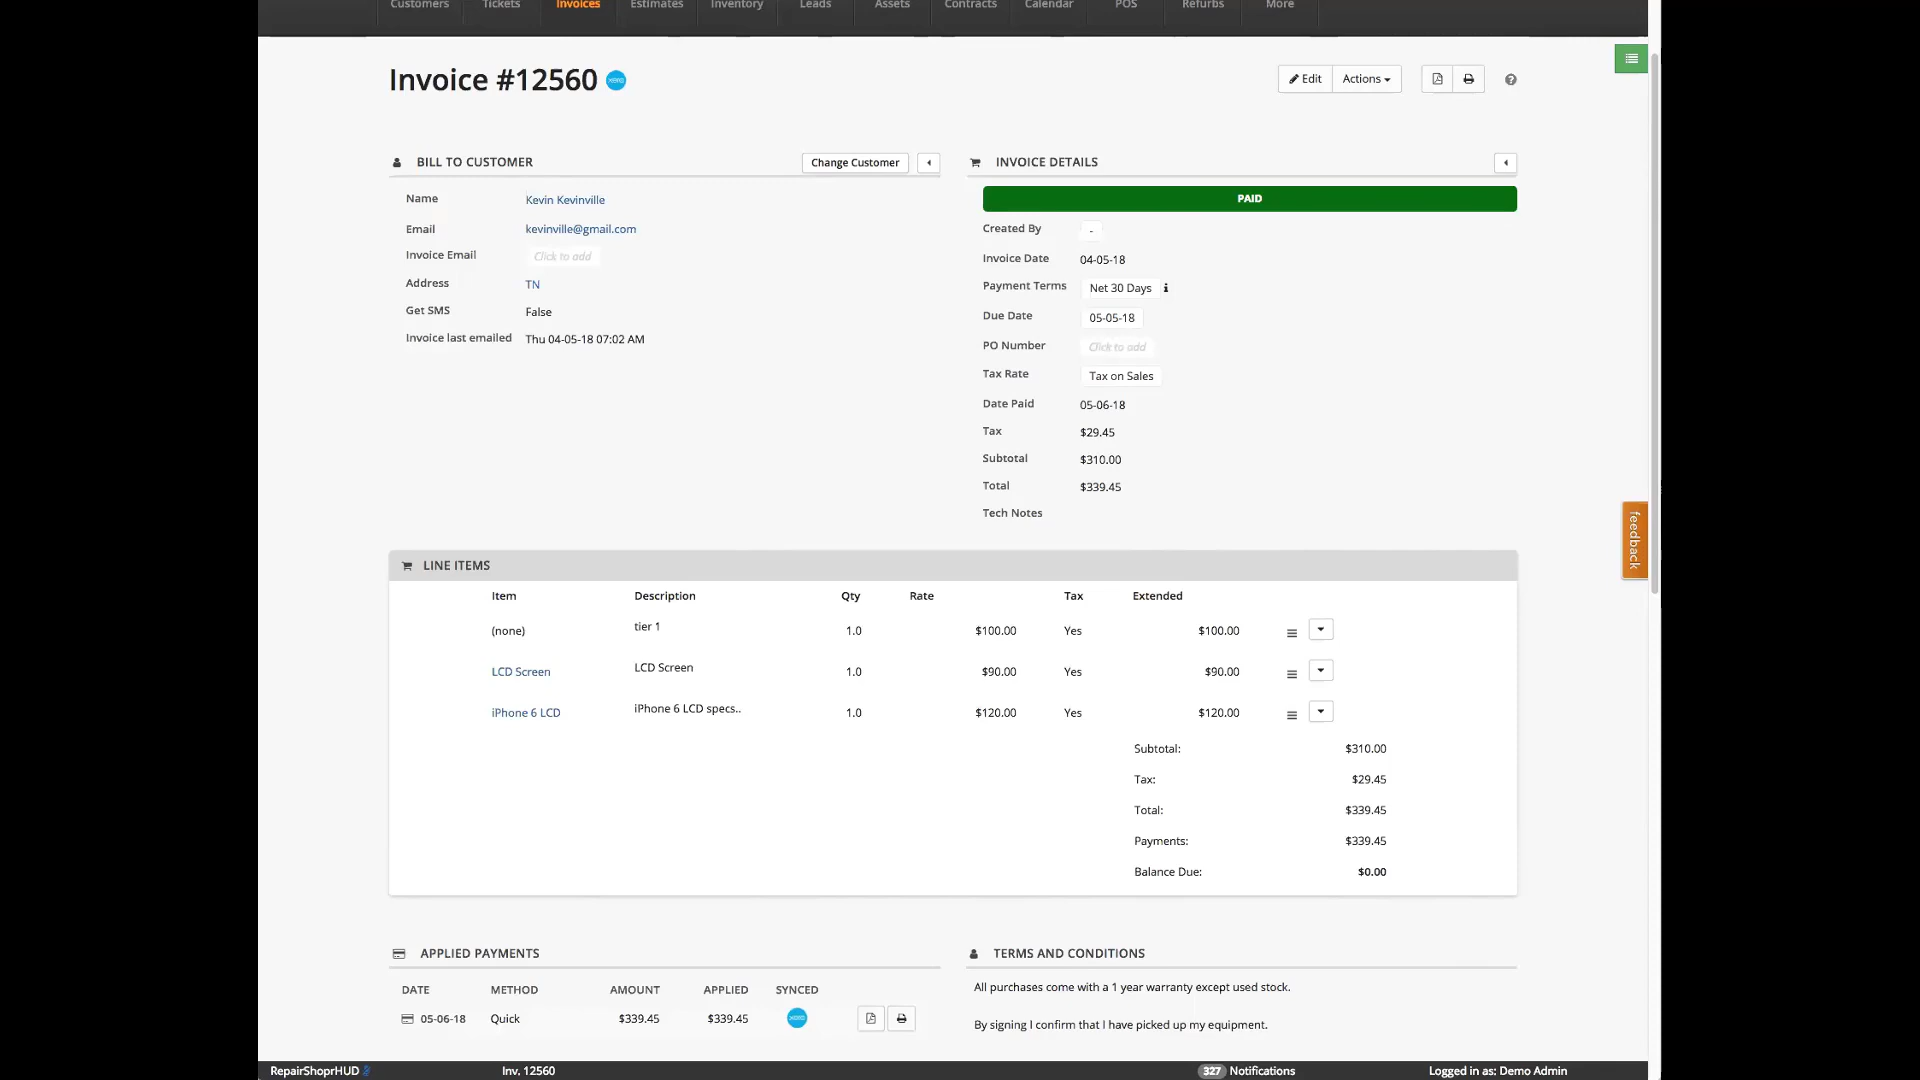 Customers Tickets Invoices Estimates Inventory Leads Assets Contracts Calendar POS Refurbs More
Invoice #12560 xero
Edit Actions
BILL TO CUSTOMER Change Customer
Name Kevin Kevinville
Email kevinville@gmail.com
Invoice Email Click to add
Address TN
Get SMS False
Invoice last emailed Thu 04-05-18 07:02 AM
INVOICE DETAILS
PAID
Created By -
Invoice Date 04-05-18
Payment Terms Net 30 Days
Due Date 05-05-18
PO Number Click to add
Tax Rate Tax on Sales
Date Paid 05-06-18
Tax $29.45
Subtotal $310.00
Total $339.45
Tech Notes
feedback
LINE ITEMS
Item Description Qty Rate Tax Extended
(none) tier 1 1.0 $100.00 Yes $100.00
LCD Screen LCD Screen 1.0 $90.00 Yes $90.00
iPhone 6 LCD iPhone 6 LCD specs.. 1.0 $120.00 Yes $120.00
Subtotal: $310.00
Tax: $29.45
Total: $339.45
Payments: $339.45
Balance Due: $0.00
APPLIED PAYMENTS
DATE METHOD AMOUNT APPLIED SYNCED
05-06-18 Quick $339.45 $339.45 xero
TERMS AND CONDITIONS
All purchases come with a 1 year warranty except used stock.
By signing I confirm that I have picked up my equipment.
RepairShoprHUD Inv. 12560 327 Notifications Logged in as: Demo Admin